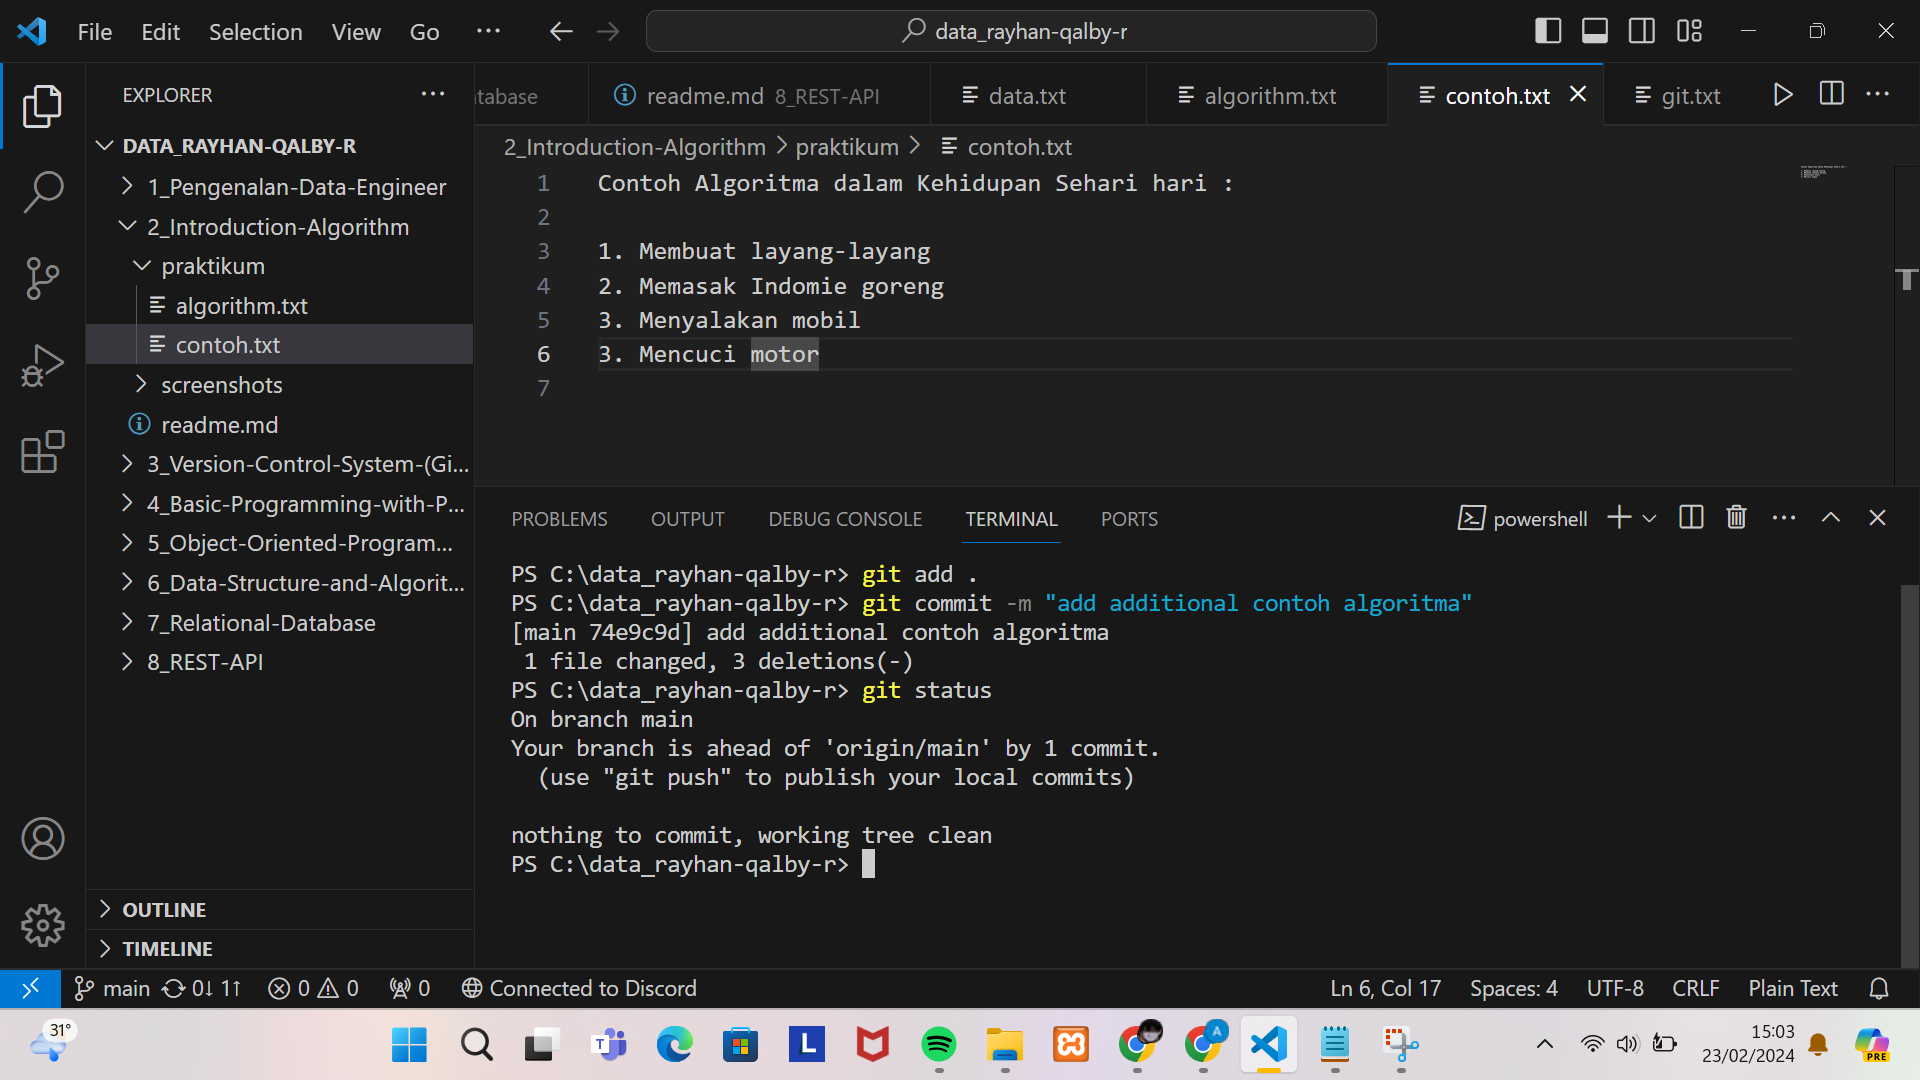 File Edit Selection View Go ··· data_rayhan-qalby-r
EXPLORER ···
DATA_RAYHAN-QALBY-R
1_Pengenalan-Data-Engineer
2_Introduction-Algorithm
praktikum
algorithm.txt
contoh.txt
screenshots
readme.md
3_Version-Control-System-(Gi...
4_Basic-Programming-with-P...
5_Object-Oriented-Program...
6_Data-Structure-and-Algorit...
7_Relational-Database
8_REST-API
OUTLINE
TIMELINE
tabase readme.md 8_REST-API data.txt algorithm.txt contoh.txt git.txt
2_Introduction-Algorithm > praktikum > contoh.txt
1 Contoh Algoritma dalam Kehidupan Sehari hari :
2
3 1. Membuat layang-layang
4 2. Memasak Indomie goreng
5 3. Menyalakan mobil
6 3. Mencuci motor
7
PROBLEMS OUTPUT DEBUG CONSOLE TERMINAL PORTS powershell
PS C:\data_rayhan-qalby-r> git add .
PS C:\data_rayhan-qalby-r> git commit -m "add additional contoh algoritma"
[main 74e9c9d] add additional contoh algoritma
1 file changed, 3 deletions(-)
PS C:\data_rayhan-qalby-r> git status
On branch main
Your branch is ahead of 'origin/main' by 1 commit.
(use "git push" to publish your local commits)
nothing to commit, working tree clean
PS C:\data_rayhan-qalby-r>
main 0↓ 1↑ 0 0 0 Connected to Discord Ln 6, Col 17 Spaces: 4 UTF-8 CRLF Plain Text
31° T L A 15:03
23/02/2024 PRE